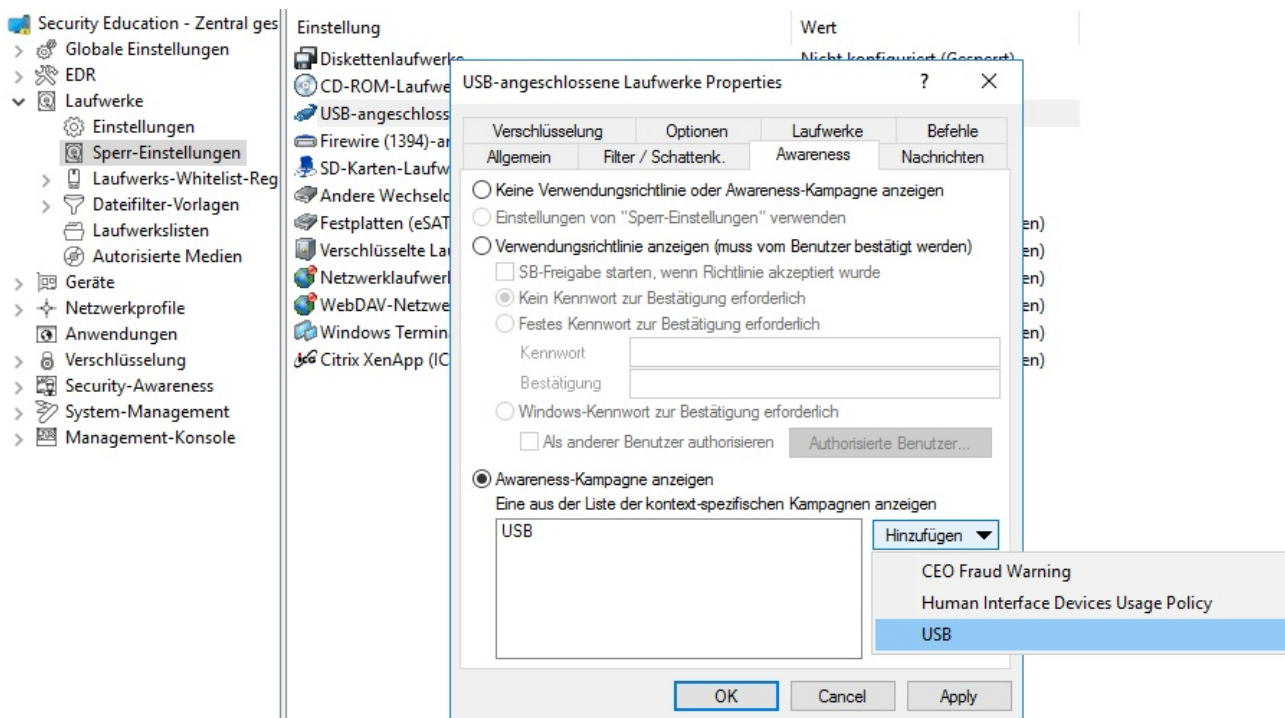 Security Education - Zentral ges
Globale Einstellungen
EDR
Laufwerke
Einstellungen
Sperr-Einstellungen
Laufwerks-Whitelist-Reg
Dateifilter-Vorlagen
Laufwerkslisten
Autorisierte Medien
Geräte
Netzwerkprofile
Anwendungen
Verschlüsselung
Security-Awareness
System-Management
Management-Konsole
Einstellung Wert
Diskettenlaufwerke Nicht konfiguriert (Gesperrt)
CD-ROM-Laufwe
USB-angeschloss
Firewire (1394)-ar
SD-Karten-Laufw
Andere Wechseld
Festplatten (eSAT en)
Verschlüsselte La en)
Netzwerklaufwerl en)
WebDAV-Netzwe en)
Windows Termin en)
Citrix XenApp (IC en)
USB-angeschlossene Laufwerke Properties ?
Verschlüsselung Optionen Laufwerke Befehle
Allgemein Filter / Schattenk. Awareness Nachrichten
Keine Verwendungsrichtlinie oder Awareness-Kampagne anzeigen
Einstellungen von "Sperr-Einstellungen" verwenden
Verwendungsrichtlinie anzeigen (muss vom Benutzer bestätigt werden)
SB-Freigabe starten, wenn Richtlinie akzeptiert wurde
Kein Kennwort zur Bestätigung erforderlich
Festes Kennwort zur Bestätigung erforderlich
Kennwort
Bestätigung
Windows-Kennwort zur Bestätigung erforderlich
Als anderer Benutzer authorisieren Authorisierte Benutzer...
Awareness-Kampagne anzeigen
Eine aus der Liste der kontext-spezifischen Kampagnen anzeigen
USB Hinzufügen
CEO Fraud Warning
Human Interface Devices Usage Policy
USB
OK Cancel Apply